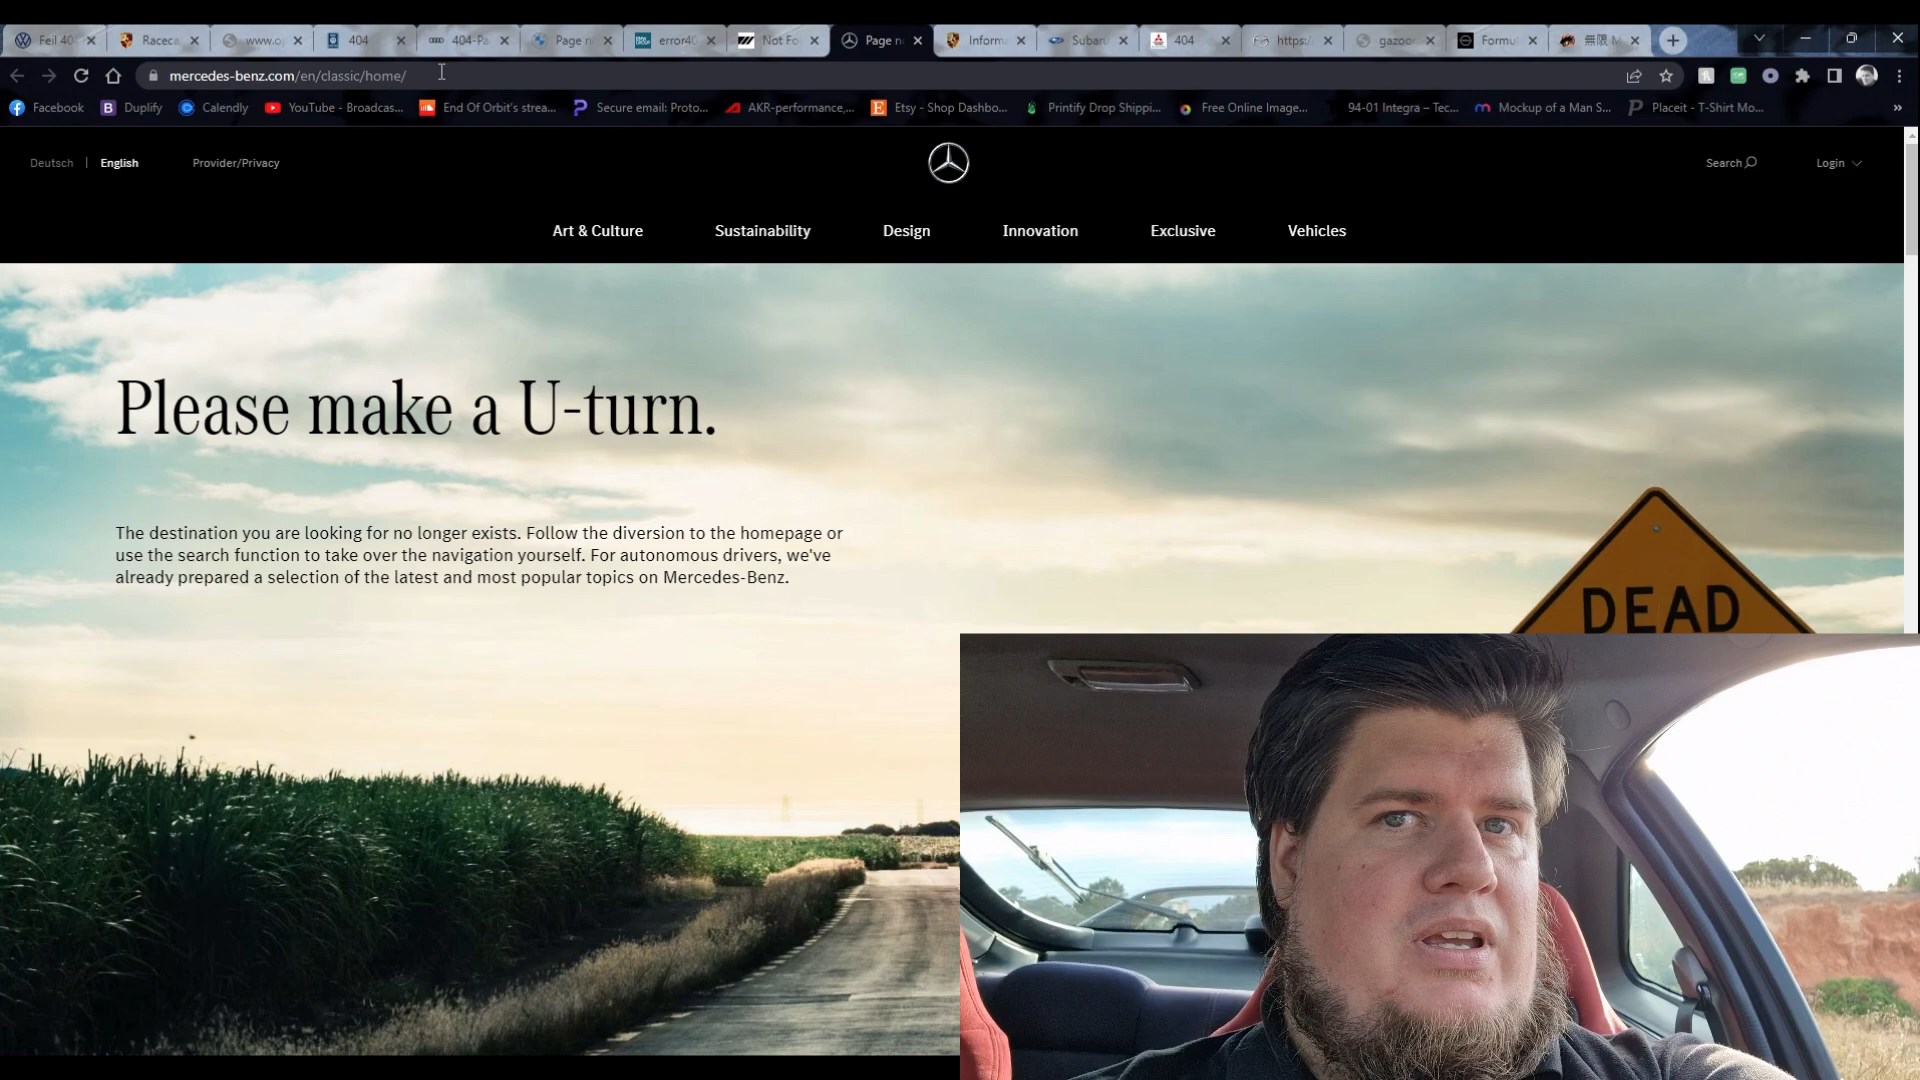 Feil 40
Raceca
www.o
404
404-Pa
Page n
error40
Not Fo
Page n
Inform
Subaru
404
https:/
gazoo
Formu
無限 M
mercedes-benz.com/en/classic/home/
Facebook
Duplify
Calendly
YouTube - Broadcas...
End Of Orbit's strea...
Secure email: Proto...
AKR-performance,...
Etsy - Shop Dashbo...
Printify Drop Shippi...
Free Online Image...
94-01 Integra – Tec...
Mockup of a Man S...
Placeit - T-Shirt Mo...
»
Deutsch | English
Provider/Privacy
Search
Login
Art & Culture
Sustainability
Design
Innovation
Exclusive
Vehicles
Please make a U-turn.
The destination you are looking for no longer exists. Follow the diversion to the homepage or
use the search function to take over the navigation yourself. For autonomous drivers, we've
already prepared a selection of the latest and most popular topics on Mercedes-Benz.
DEAD